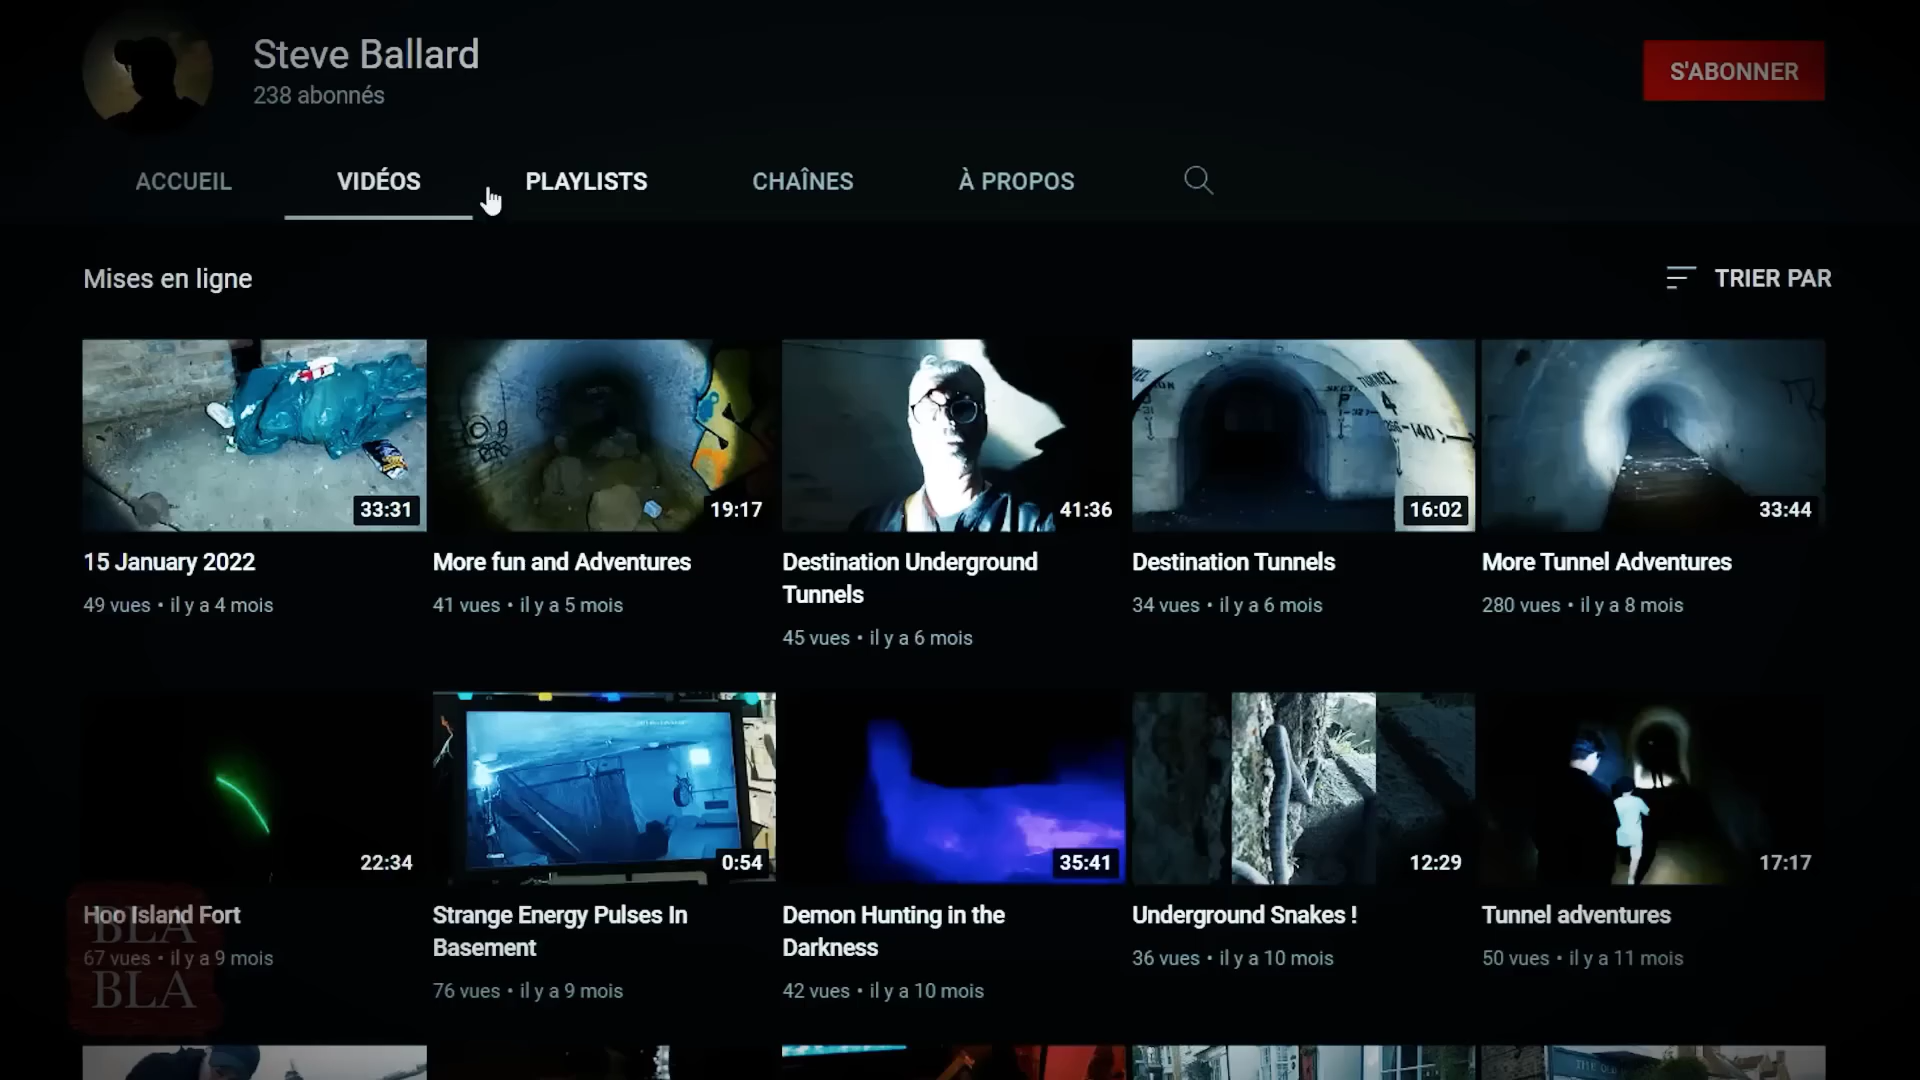 Steve Ballard
238 abonnés
S'ABONNER
ACCUEIL
VIDÉOS
PLAYLISTS
CHAÎNES
À PROPOS
Mises en ligne
TRIER PAR
33:31
19:17
41:36
TUNNEL
4
16:02
33:44
15 January 2022
49 vues • il y a 4 mois
More fun and Adventures
41 vues • il y a 5 mois
Destination Underground
Tunnels
45 vues • il y a 6 mois
Destination Tunnels
34 vues • il y a 6 mois
More Tunnel Adventures
280 vues • il y a 8 mois
22:34
0:54
35:41
12:29
17:17
Hoo Island Fort
67 vues • il y a 9 mois
Strange Energy Pulses In
Basement
76 vues • il y a 9 mois
Demon Hunting in the
Darkness
42 vues • il y a 10 mois
Underground Snakes !
36 vues • il y a 10 mois
Tunnel adventures
50 vues • il y a 11 mois
BLA
BLA